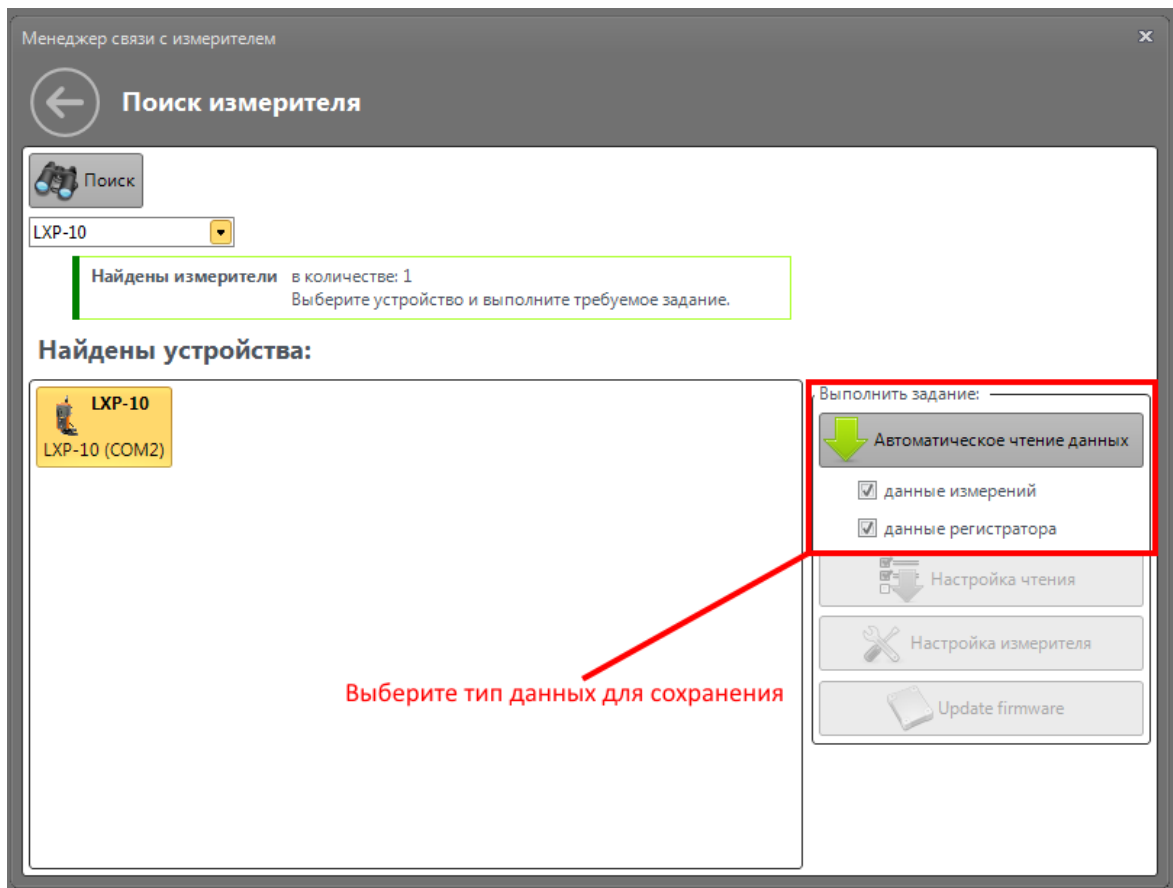 Менеджер связи с измерителем
Поиск измерителя
Поиск
LXP-10
Найдены измерители в количестве: 1
Выберите устройство и выполните требуемое задание.
Найдены устройства:
LXP-10
LXP-10 (COM2)
Выполнить задание:
Автоматическое чтение данных
данные измерений
данные регистратора
Настройка чтения
Настройка измерителя
Update firmware
Выберите тип данных для сохранения